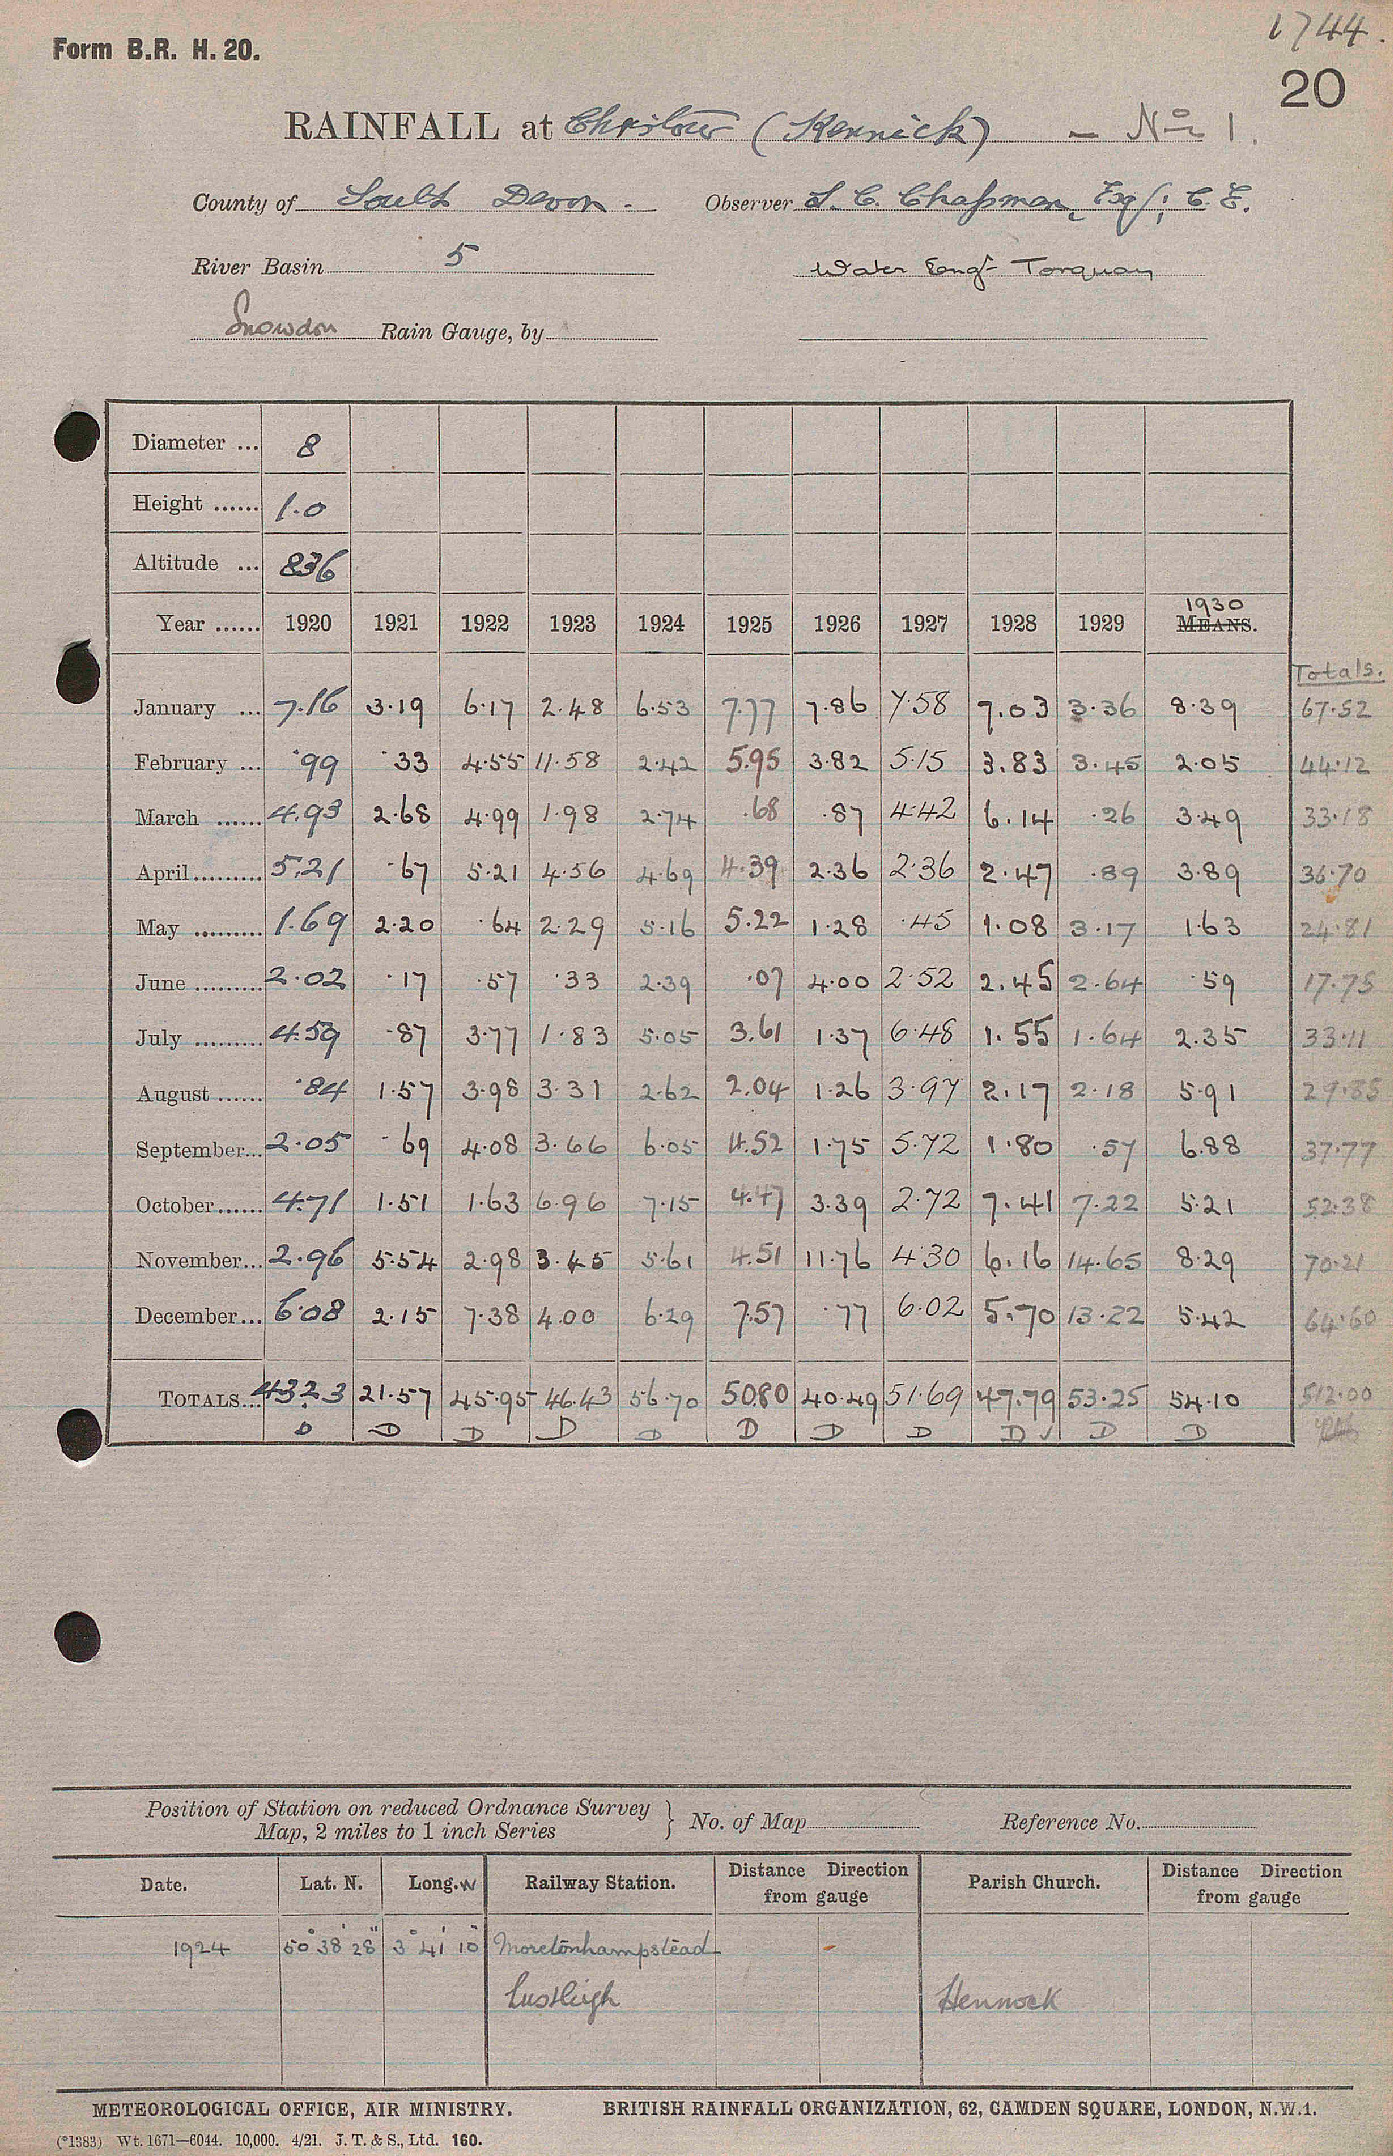 1744.
Form B.R. H. 20.
20
RAINFALL at Christow (Kennick) – No 1.
County of South Devon. Observer S. C. Chapman, Esq; C. E.
River Basin 5 Water Engr Torquay
Snowdon Rain Gauge, by
Diameter ... 8
Height ...... 1.0
Altitude ... 836
1930
Year ...... 1920 1921 1922 1923 1924 1925 1926 1927 1928 1929 MEANS.
Totals.
January ... 7.16 3.19 6.17 2.48 6.53 7.77 7.86 7.58 7.03 3.36 8.39 67.52
February ... .99 .33 4.55 11.58 2.42 5.95 3.82 5.15 3.83 3.45 2.05 44.12
March ...... 4.93 2.68 4.99 1.98 2.74 .68 .87 4.42 6.14 .26 3.49 33.18
April ......... 5.21 .67 5.21 4.56 4.69 4.39 2.36 2.36 2.47 .89 3.89 36.70
May ......... 1.69 2.20 .64 2.29 5.16 5.22 1.28 .45 1.08 3.17 1.63 24.81
June ......... 2.02 .17 .57 .33 2.39 .07 4.00 2.52 2.45 2.64 .59 17.75
July ......... 4.59 .87 3.77 1.83 5.05 3.61 1.37 6.48 1.55 1.64 2.35 33.11
August ...... .84 1.57 3.98 3.31 2.62 2.04 1.26 3.97 2.17 2.18 5.91 29.85
September... 2.05 .69 4.08 3.66 6.05 4.52 1.75 5.72 1.80 .57 6.88 37.77
October...... 4.71 1.51 1.63 6.96 7.15 4.47 3.39 2.72 7.41 7.22 5.21 52.38
November... 2.96 5.54 2.98 3.45 5.61 4.51 11.76 4.30 6.16 14.65 8.29 70.21
December... 6.08 2.15 7.38 4.00 6.29 7.57 .77 6.02 5.70 13.22 5.42 64.60
TOTALS... 43.23 21.57 45.95 46.43 56.70 50.80 40.49 51.69 47.79 53.25 54.10 512.00
D D D D D D D D D ✓ D D
Position of Station on reduced Ordnance Survey
Map, 2 miles to 1 inch Series } No. of Map Reference No.
Date. Lat. N. Long. W Railway Station. Distance Direction from gauge Parish Church. Distance Direction from gauge
1924 50° 38' 28" 3° 41' 10" Moretonhampstead -
Lustleigh Hennock
METEOROLOGICAL OFFICE, AIR MINISTRY. BRITISH RAINFALL ORGANIZATION, 62, CAMDEN SQUARE, LONDON, N.W.1.
(*1383) Wt. 1671—6044. 10,000. 4/21. J. T. & S., Ltd. 160.